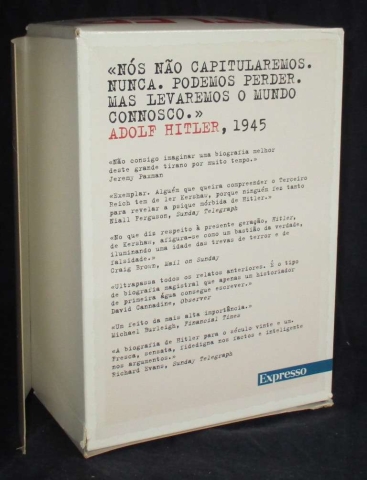 «NÓS NÃO CAPITULAREMOS.
NUNCA. PODEMOS PERDER.
MAS LEVAREMOS O MUNDO
CONNOSCO.»
ADOLF HITLER, 1945
«Não consigo imaginar uma biografia melhor
deste grande tirano por muito tempo.»
Jeremy Paxman
«Exemplar. Alguém que queira compreender o Terceiro
Reich tem de ler Kershaw, porque ninguém fez tanto
para revelar a psique mórbida de Hitler.»
Niall Ferguson, Sunday Telegraph
«No que diz respeito à presente geração, Hitler,
de Kershaw, afigura-se como um bastião da verdade,
iluminando uma idade das trevas de terror e de
falsidade.»
Craig Brown, Mail on Sunday
«Ultrapassa todos os relatos anteriores. É o tipo
de biografia magistral que apenas um historiador
de primeira água consegue escrever.»
David Cannadine, Observer
«Um feito da mais alta importância.»
Michael Burleigh, Financial Times
«A biografia de Hitler para o século vinte e um.
Fresca, sensata, fidedigna nos factos e inteligente
nos argumentos.»
Richard Evans, Sunday Telegraph
Expresso